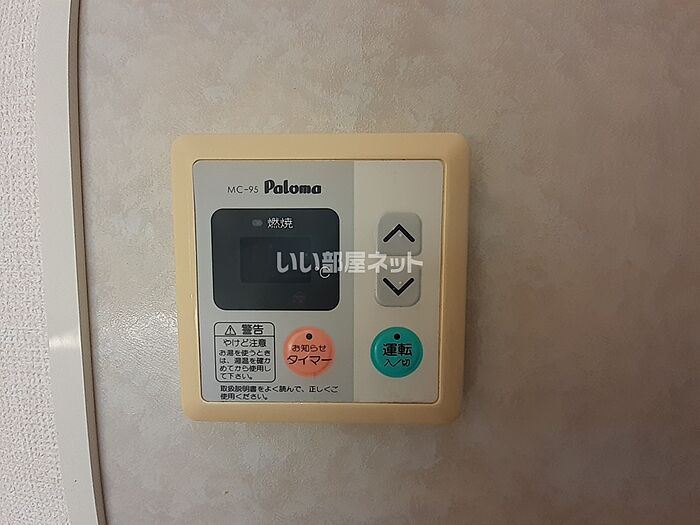 MC-95 Paloma
燃焼
いい部屋ネット
℃
警告
やけど注意
お湯を使うとき
は、湯温を確か
めてから使用し
て下さい。
お知らせ
タイマー
運転
入/切
取扱説明書をよく読んで、正しくご
使用ください。